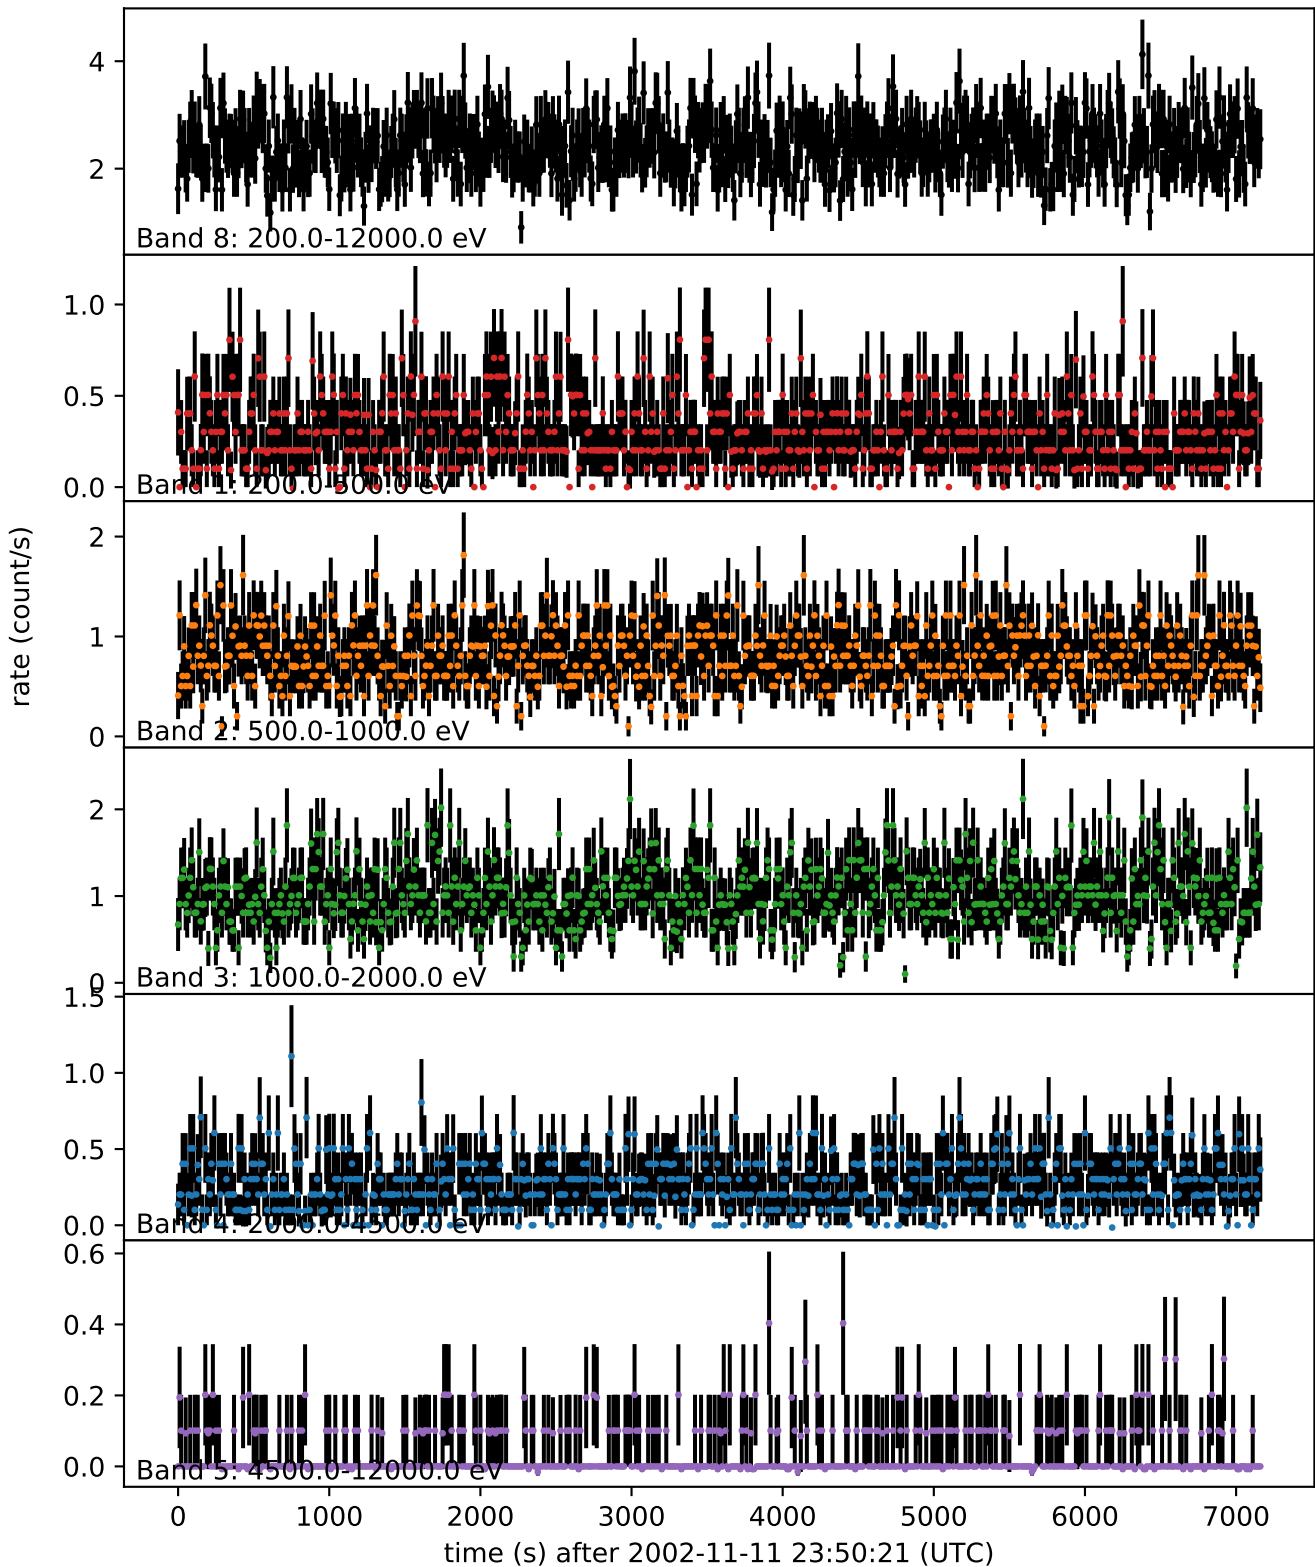 4
2
Band 8: 200.0-12000.0 eV
1.0
0.5
0.0
Band 1: 200.0-500.0 eV
2
1
0
Band 2: 500.0-1000.0 eV
rate (count/s)
2
1
0
Band 3: 1000.0-2000.0 eV
1.5
1.0
0.5
0.0
Band 4: 2000.0-4500.0 eV
0.6
0.4
0.2
0.0
Band 5: 4500.0-12000.0 eV
0 1000 2000 3000 4000 5000 6000 7000
time (s) after 2002-11-11 23:50:21 (UTC)